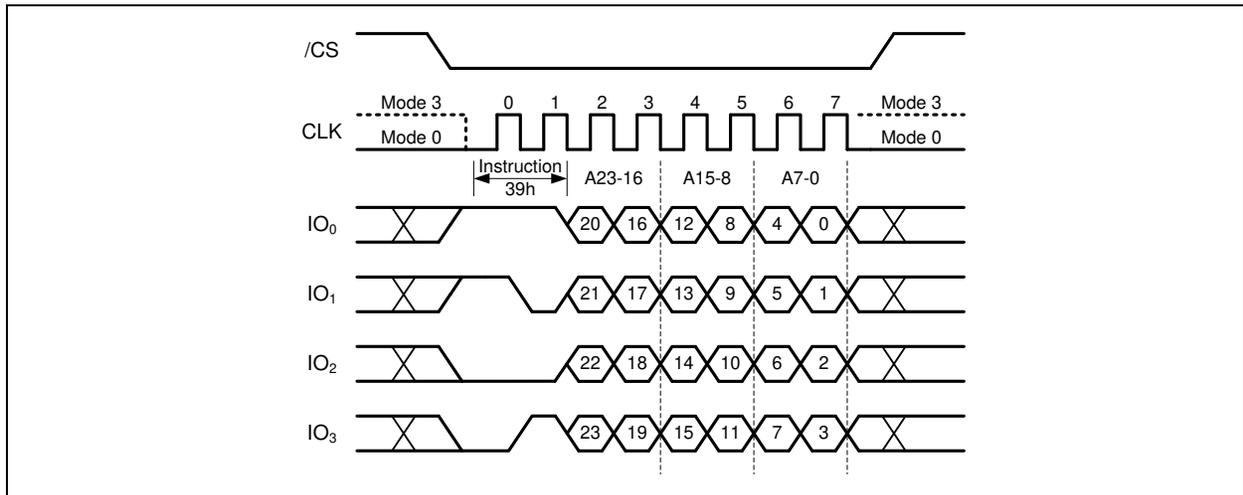 /CS
Mode 3 0 1 2 3 4 5 6 7 Mode 3
CLK Mode 0 Mode 0
Instruction A23-16 A15-8 A7-0
39h
IO₀ 20 16 12 8 4 0
IO₁ 21 17 13 9 5 1
IO₂ 22 18 14 10 6 2
IO₃ 23 19 15 11 7 3